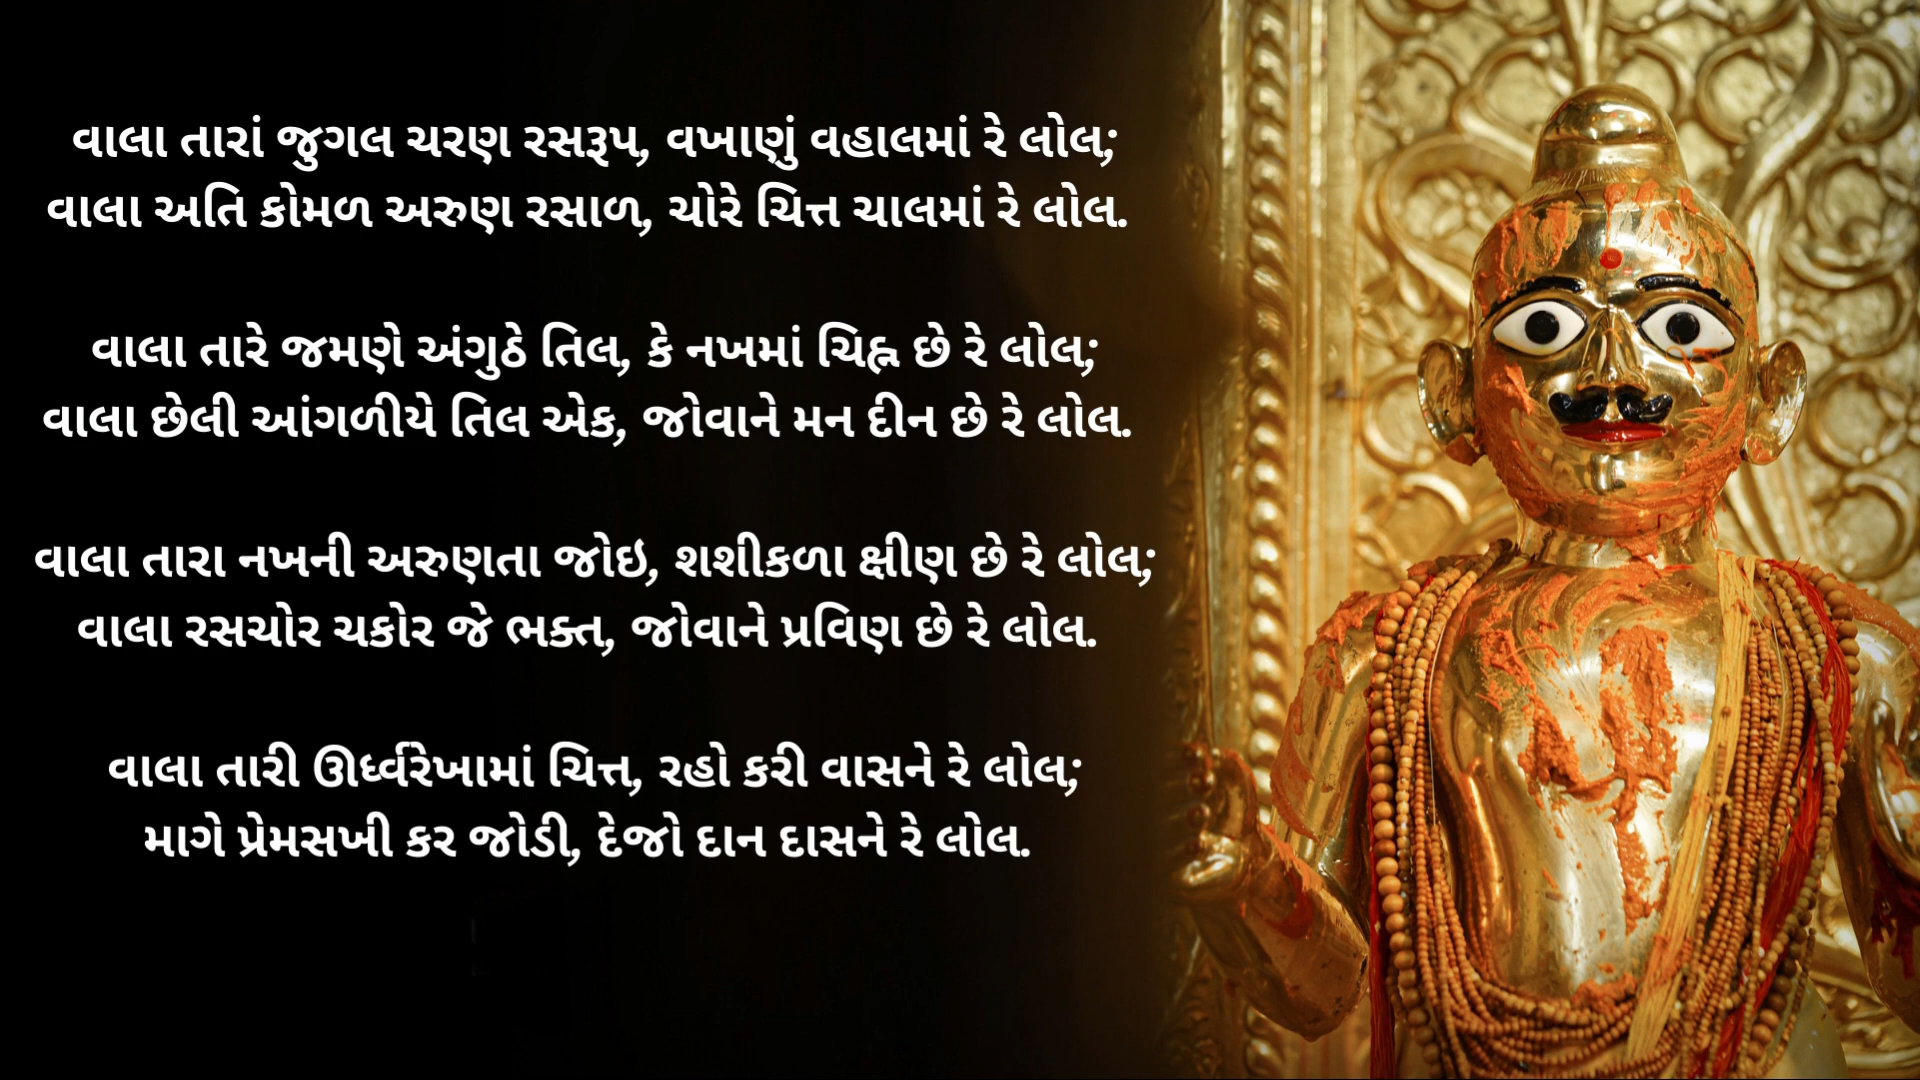 વાલા તારાં જુગલ ચરણ રસરૂપ, વખાણું વહાલમાં રે લોલ;
વાલા અતિ કોમળ અરુણ રસાળ, ચોરે ચિત્ત ચાલમાં રે લોલ.
વાલા તારે જમણે અંગુઠે તિલ, કે નખમાં ચિહ્ન છે રે લોલ;
વાલા છેલી આંગળીયે તિલ એક, જોવાને મન દીન છે રે લોલ.
વાલા તારા નખની અરુણતા જોઇ, શશીકળા ક્ષીણ છે રે લોલ;
વાલા રસચોર ચકોર જે ભક્ત, જોવાને પ્રવિણ છે રે લોલ.
વાલા તારી ઊર્ધ્વરેખામાં ચિત્ત, રહો કરી વાસને રે લોલ;
માગે પ્રેમસખી કર જોડી, દેજો દાન દાસને રે લોલ.